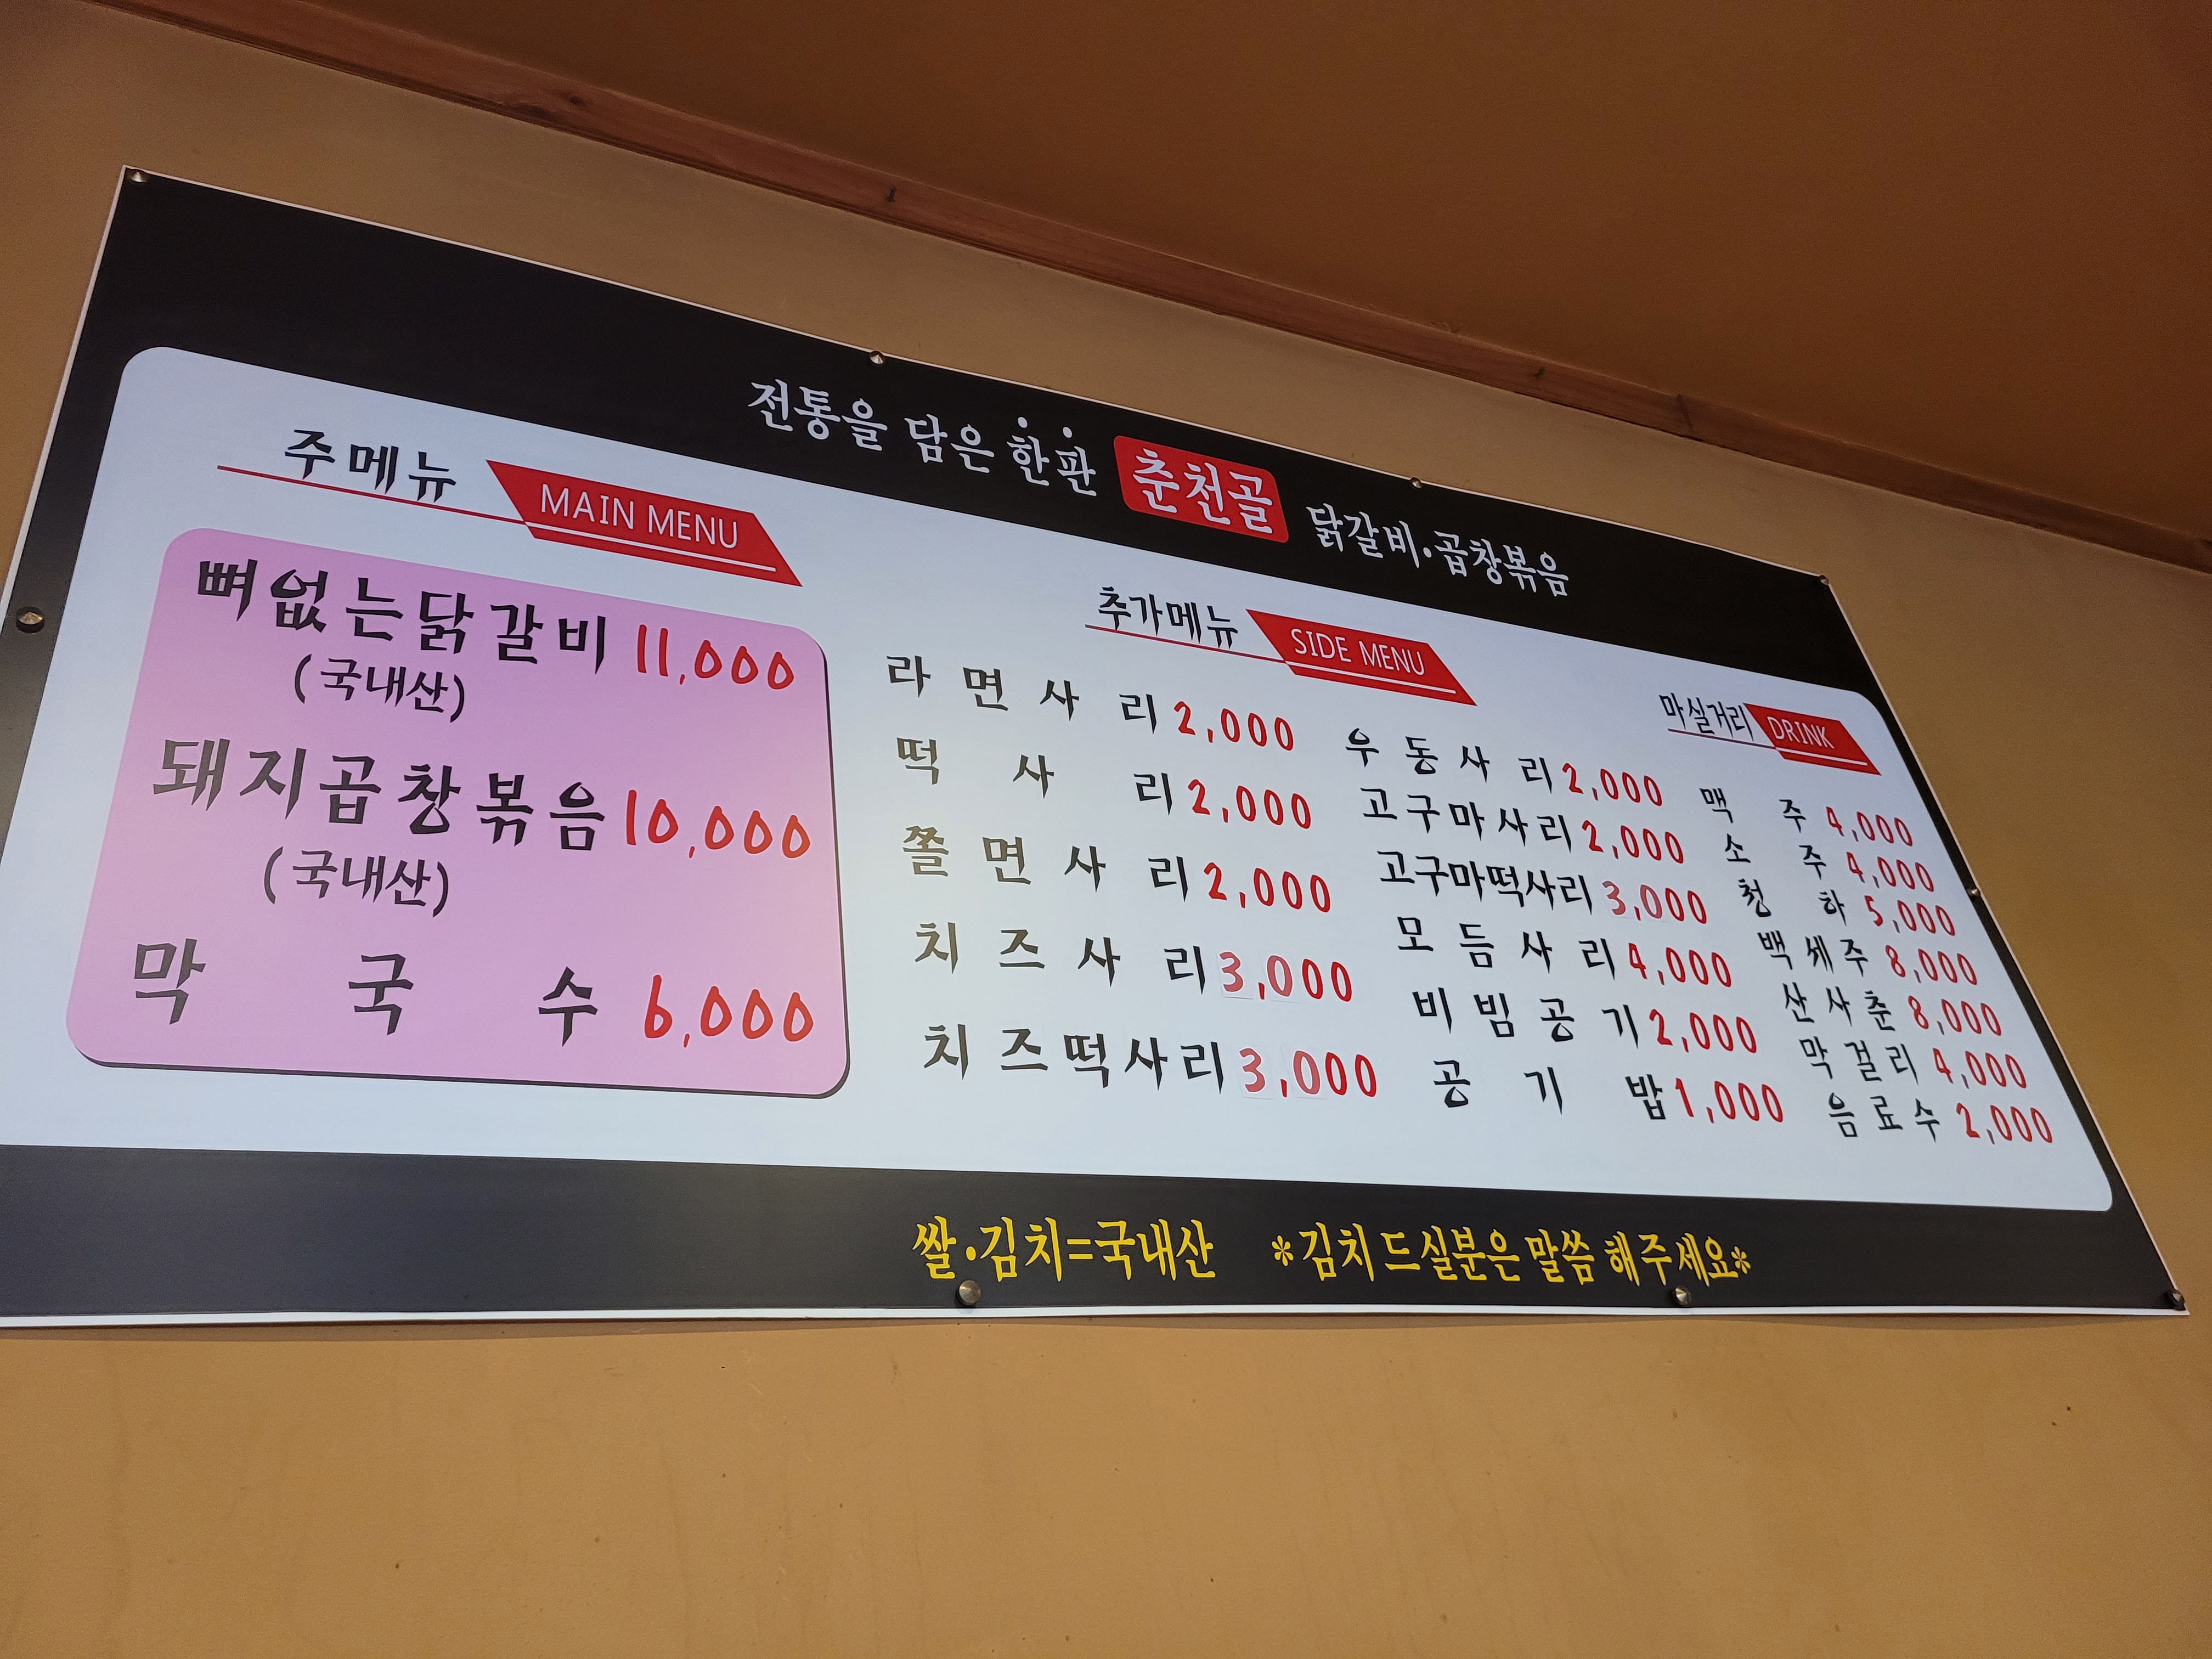 전통을 담은 한판 춘천골 닭갈비·곱창볶음
주메뉴 MAIN MENU
뼈없는닭갈비 11,000
(국내산)
돼지곱창볶음 10,000
(국내산)
막국수 6,000
추가메뉴 SIDE MENU
라면사리 2,000
떡사리 2,000
쫄면사리 2,000
치즈사리 3,000
치즈떡사리 3,000
우동사리 2,000
고구마사리 2,000
고구마떡사리 3,000
모듬사리 4,000
비빔공기 2,000
공기밥 1,000
마실거리 DRINK
맥주 4,000
소주 4,000
청하 5,000
백세주 8,000
산사춘 8,000
막걸리 4,000
음료수 2,000
쌀·김치=국내산 *김치 드실분은 말씀 해주세요*